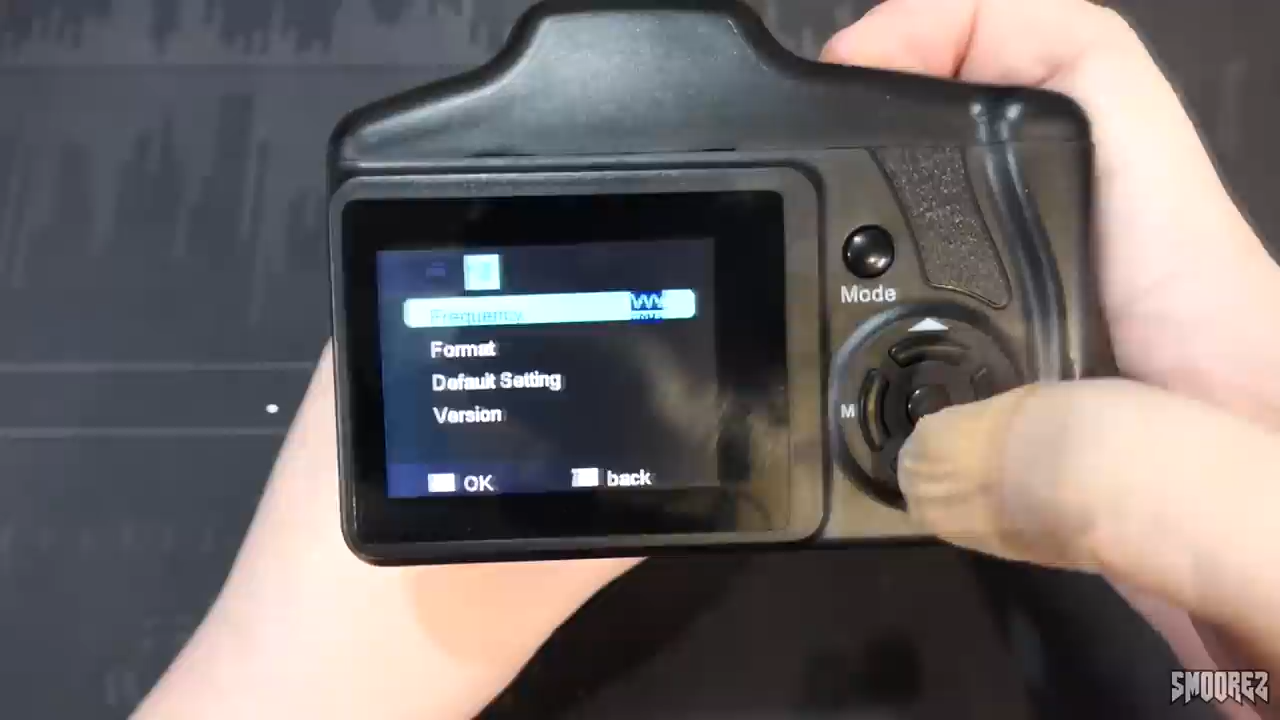 Mode
Frequency
Format
Default Setting
M
Version
OK back
SMOOREZ